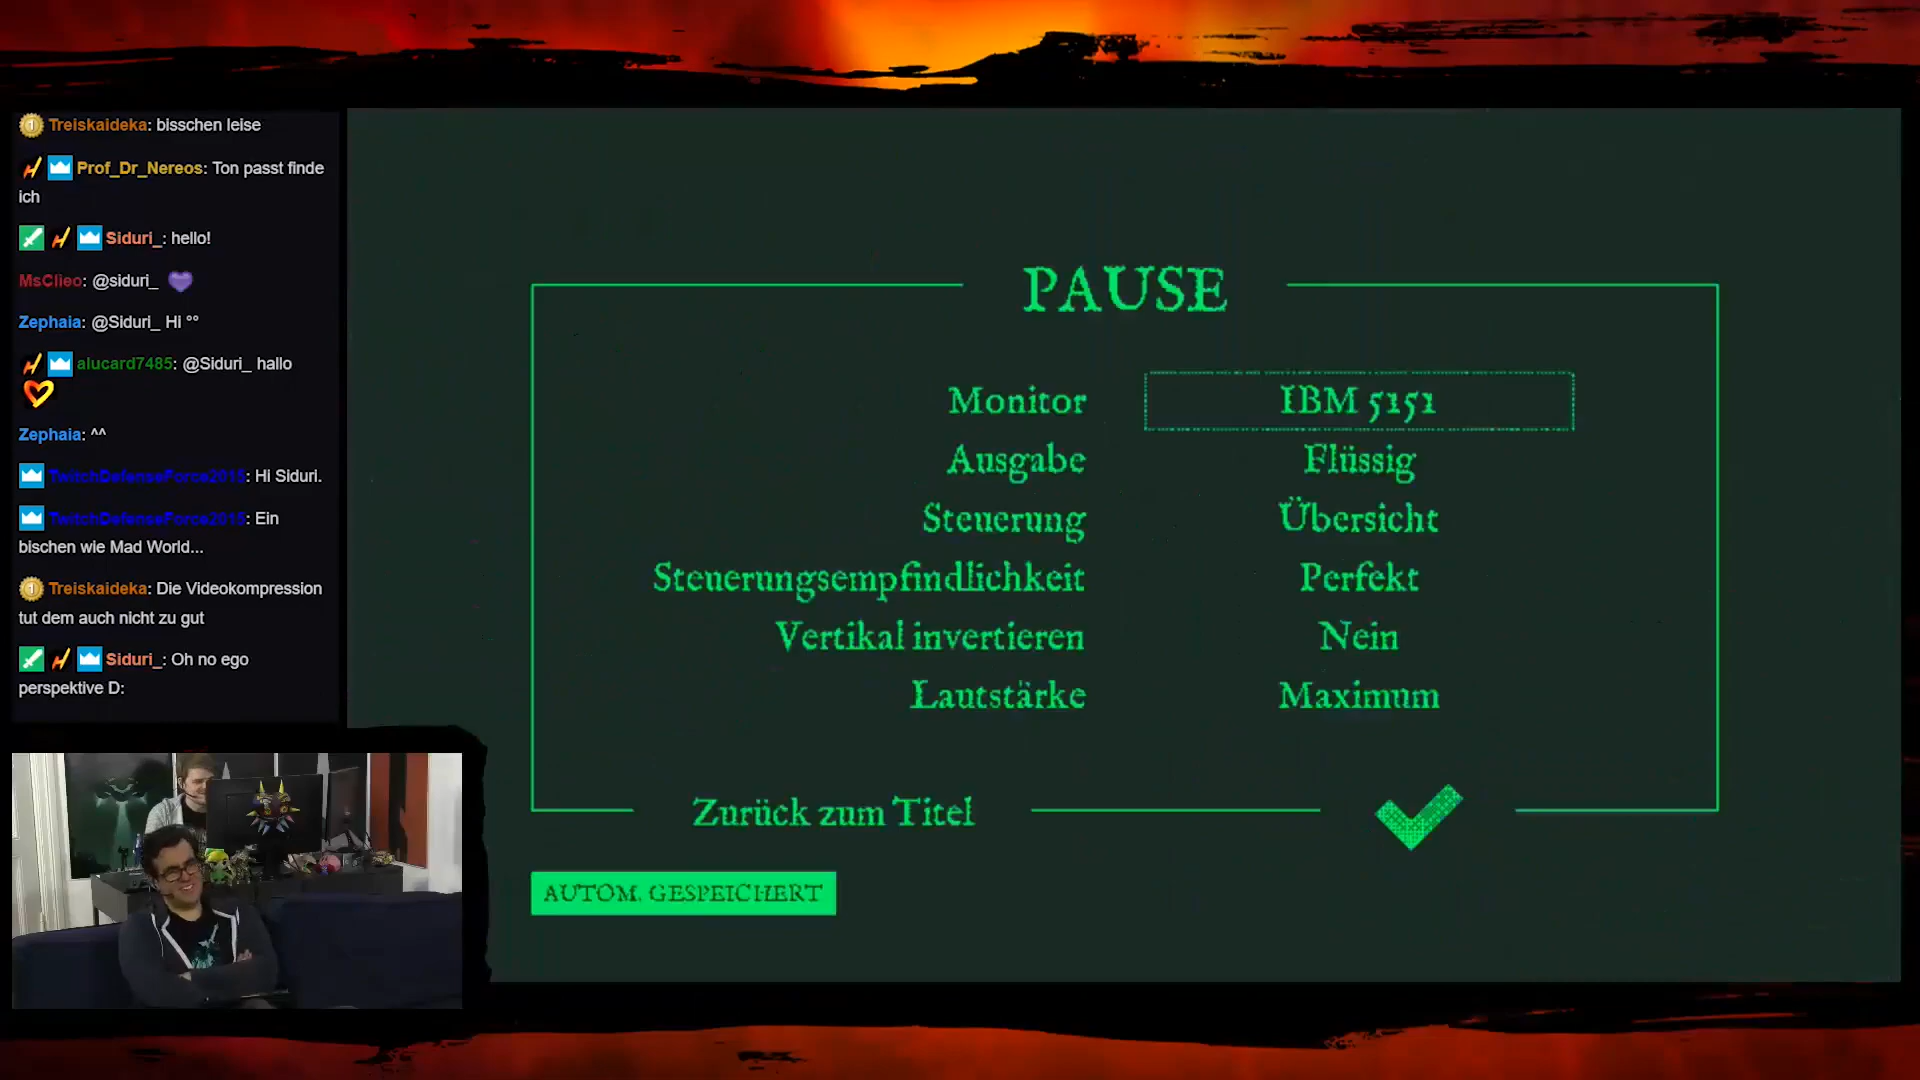 Treiskaideka: bisschen leise
Prof_Dr_Nereos: Ton passt finde
ich
Siduri_: hello!
MsClieo: @siduri_
Zephaia: @Siduri_ Hi °°
alucard7485: @Siduri_ hallo
Zephaia: ^^
TwitchDefenseForce2015: Hi Siduri.
TwitchDefenseForce2015: Ein
bischen wie Mad World...
Treiskaideka: Die Videokompression
tut dem auch nicht zu gut
Siduri_: Oh no ego
perspektive D:
PAUSE
Monitor IBM 5151
Ausgabe Flüssig
Steuerung Übersicht
Steuerungsempfindlichkeit Perfekt
Vertikal invertieren Nein
Lautstärke Maximum
Zurück zum Titel
AUTOM. GESPEICHERT